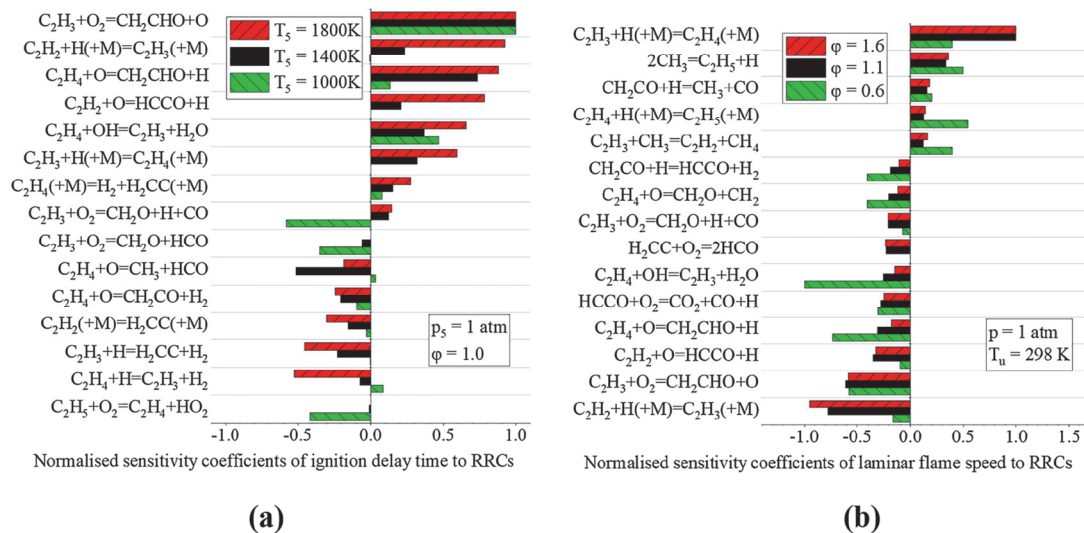 C₂H₃+O₂=CH₂CHO+O
C₂H₂+H(+M)=C₂H₃(+M)
C₂H₄+O=CH₂CHO+H
C₂H₂+O=HCCO+H
C₂H₄+OH=C₂H₃+H₂O
C₂H₃+H(+M)=C₂H₄(+M)
C₂H₄(+M)=H₂+H₂CC(+M)
C₂H₃+O₂=CH₂O+H+CO
C₂H₃+O₂=CH₂O+HCO
C₂H₄+O=CH₃+HCO
C₂H₄+O=CH₂CO+H₂
C₂H₂(+M)=H₂CC(+M)
C₂H₃+H=H₂CC+H₂
C₂H₄+H=C₂H₃+H₂
C₂H₅+O₂=C₂H₄+HO₂
T₅ = 1800K
T₅ = 1400K
T₅ = 1000K
p₅ = 1 atm
φ = 1.0
-1.0 -0.5 0.0 0.5 1.0
Normalised sensitivity coefficients of ignition delay time to RRCs
(a)
C₂H₃+H(+M)=C₂H₄(+M)
2CH₃=C₂H₅+H
CH₂CO+H=CH₃+CO
C₂H₄+H(+M)=C₂H₅(+M)
C₂H₃+CH₃=C₂H₂+CH₄
CH₂CO+H=HCCO+H₂
C₂H₄+O=CH₂O+CH₂
C₂H₃+O₂=CH₂O+H+CO
H₂CC+O₂=2HCO
C₂H₄+OH=C₂H₃+H₂O
HCCO+O₂=CO₂+CO+H
C₂H₄+O=CH₂CHO+H
C₂H₂+O=HCCO+H
C₂H₃+O₂=CH₂CHO+O
C₂H₂+H(+M)=C₂H₃(+M)
φ = 1.6
φ = 1.1
φ = 0.6
p = 1 atm
Tᵤ = 298 K
-1.0 -0.5 0.0 0.5 1.0 1.5
Normalised sensitivity coefficients of laminar flame speed to RRCs
(b)